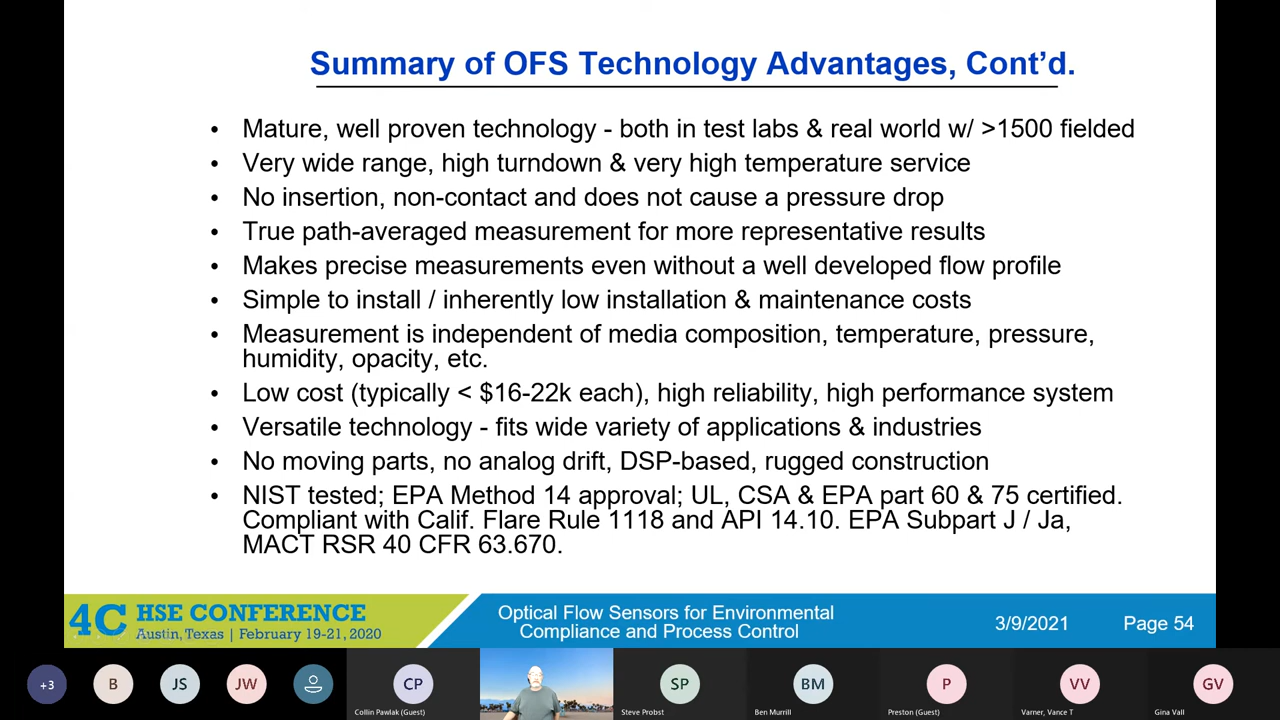 Summary of OFS Technology Advantages, Cont’d.
• Mature, well proven technology - both in test labs & real world w/ >1500 fielded
• Very wide range, high turndown & very high temperature service
• No insertion, non-contact and does not cause a pressure drop
• True path-averaged measurement for more representative results
• Makes precise measurements even without a well developed flow profile
• Simple to install / inherently low installation & maintenance costs
• Measurement is independent of media composition, temperature, pressure,
humidity, opacity, etc.
• Low cost (typically < $16-22k each), high reliability, high performance system
• Versatile technology - fits wide variety of applications & industries
• No moving parts, no analog drift, DSP-based, rugged construction
• NIST tested; EPA Method 14 approval; UL, CSA & EPA part 60 & 75 certified.
Compliant with Calif. Flare Rule 1118 and API 14.10. EPA Subpart J / Ja,
MACT RSR 40 CFR 63.670.
4C HSE CONFERENCE
Austin, Texas | February 19-21, 2020
Optical Flow Sensors for Environmental
Compliance and Process Control
3/9/2021
Page 54
+3
B
JS
JW
CP
Collin Pawlak (Guest)
SP
Steve Probst
BM
Ben Murrill
P
Preston (Guest)
VV
Varner, Vance T
GV
Gina Vall